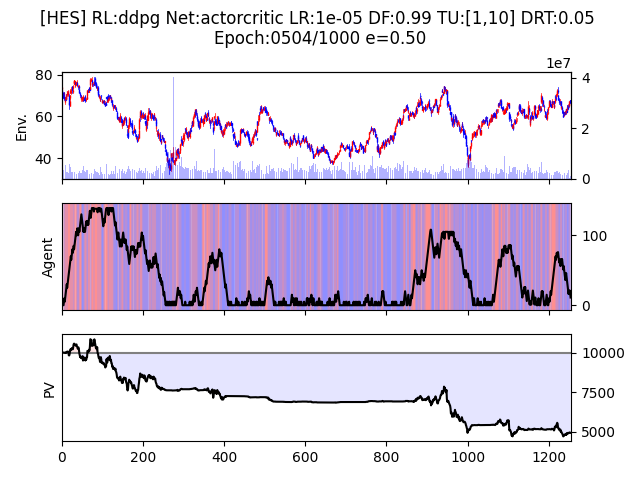 [HES] RL:ddpg Net:actorcritic LR:1e-05 DF:0.99 TU:[1,10] DRT:0.05
Epoch:0504/1000 e=0.50
1e7
80
60
40
Env.
4
2
0
Agent
100
0
PV
10000
7500
5000
0 200 400 600 800 1000 1200